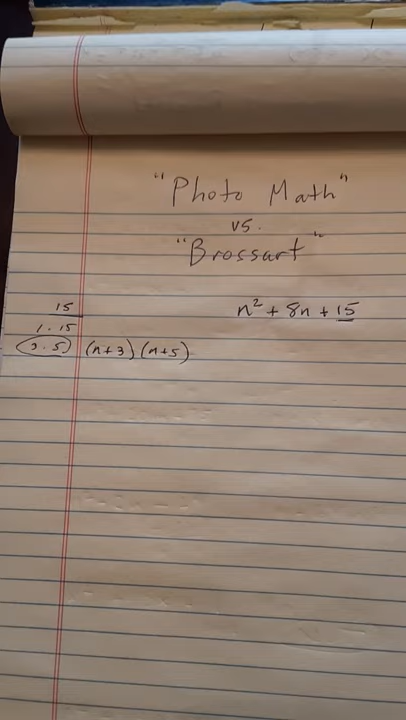 "Photo Math"
vs.
"Brossart"
n² + 8n + 15
15
1 · 15
3 · 5 (n+3) (n+5)